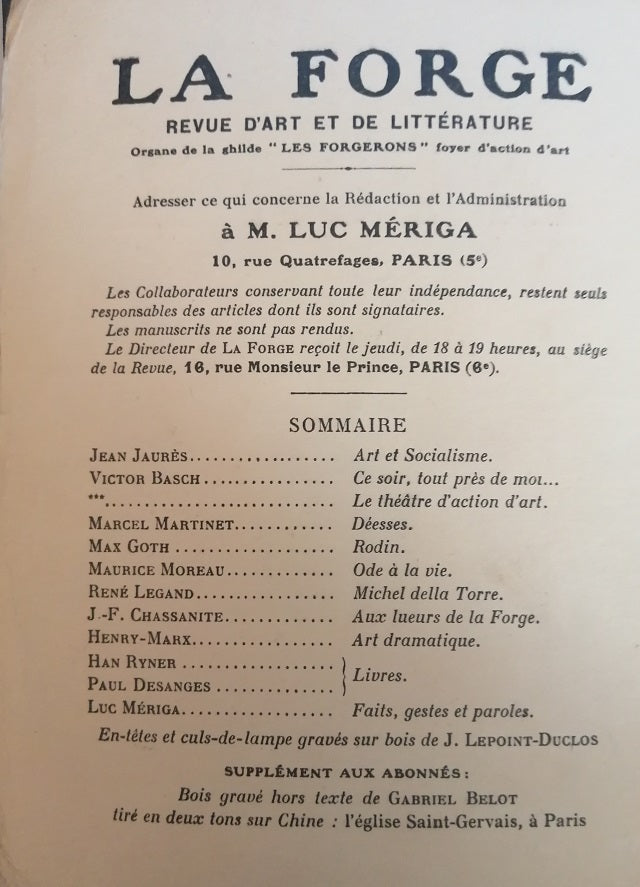 LA FORGE
REVUE D'ART ET DE LITTÉRATURE
Organe de la ghilde "LES FORGERONS" foyer d'action d'art
Adresser ce qui concerne la Rédaction et l'Administration
à M. LUC MÉRIGA
10, rue Quatrefages, PARIS (5e)
Les Collaborateurs conservant toute leur indépendance, restent seuls
responsables des articles dont ils sont signataires.
Les manuscrits ne sont pas rendus.
Le Directeur de LA FORGE reçoit le jeudi, de 18 à 19 heures, au siège
de la Revue, 16, rue Monsieur le Prince, PARIS (6e).
SOMMAIRE
JEAN JAURÈS.................. Art et Socialisme.
VICTOR BASCH................ Ce soir, tout près de moi...
***............................ Le théâtre d'action d'art.
MARCEL MARTINET............ Déesses.
MAX GOTH .................... Rodin.
MAURICE MOREAU............. Ode à la vie.
RENÉ LEGAND................. Michel della Torre.
J.-F. CHASSANITE.............. Aux lueurs de la Forge.
HENRY-MARX.................. Art dramatique.
HAN RYNER ...................
PAUL DESANGES ............... } Livres.
LUC MÉRIGA................... Faits, gestes et paroles.
En-têtes et culs-de-lampe gravés sur bois de J. LEPOINT-DUCLOS
SUPPLÉMENT AUX ABONNÉS :
Bois gravé hors texte de GABRIEL BELOT
tiré en deux tons sur Chine : l'église Saint-Gervais, à Paris